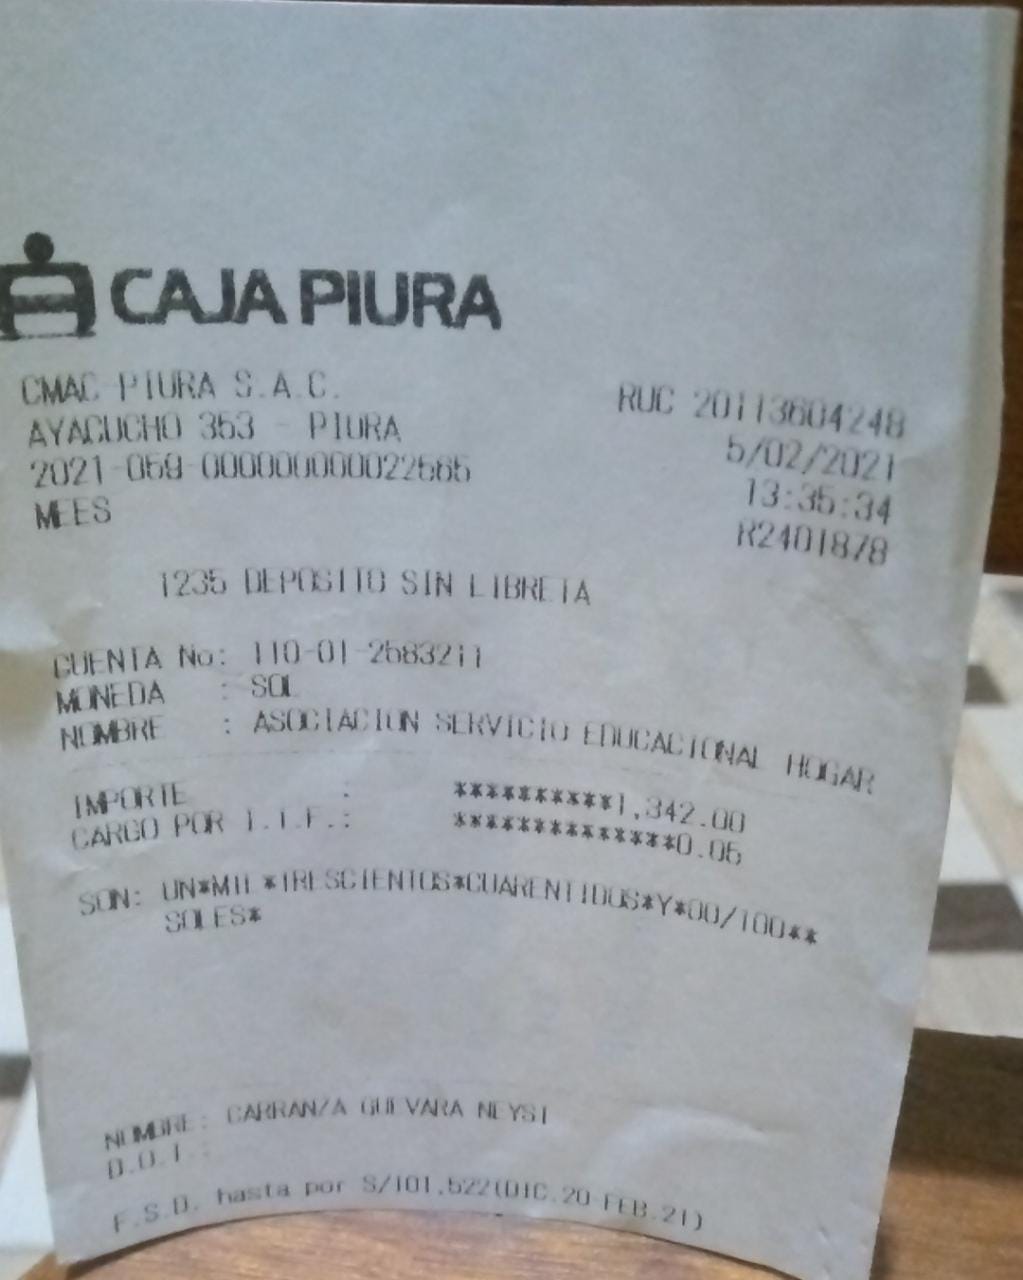 CAJA PIURA
CMAC PIURA S.A.C. RUC 20113604248
AYACUCHO 353 - PIURA 5/02/2021
2021-059-000000000022565 13:35:34
MEES R2401878
1235 DEPOSITO SIN LIBRETA
CUENTA No: 110-01-2583211
MONEDA : SOL
NOMBRE : ASOCIACION SERVICIO EDUCACIONAL HOGAR
IMPORTE : **********1,342.00
CARGO POR I.T.F.: **************0.05
SON: UN*MIL*TRESCIENTOS*CUARENTIDOS*Y*00/100**
SOLES*
NOMBRE: CARRANZA GUEVARA NEYSI
D.O.I.:
F.S.D. hasta por S/101,522(DIC.20-FEB.21)